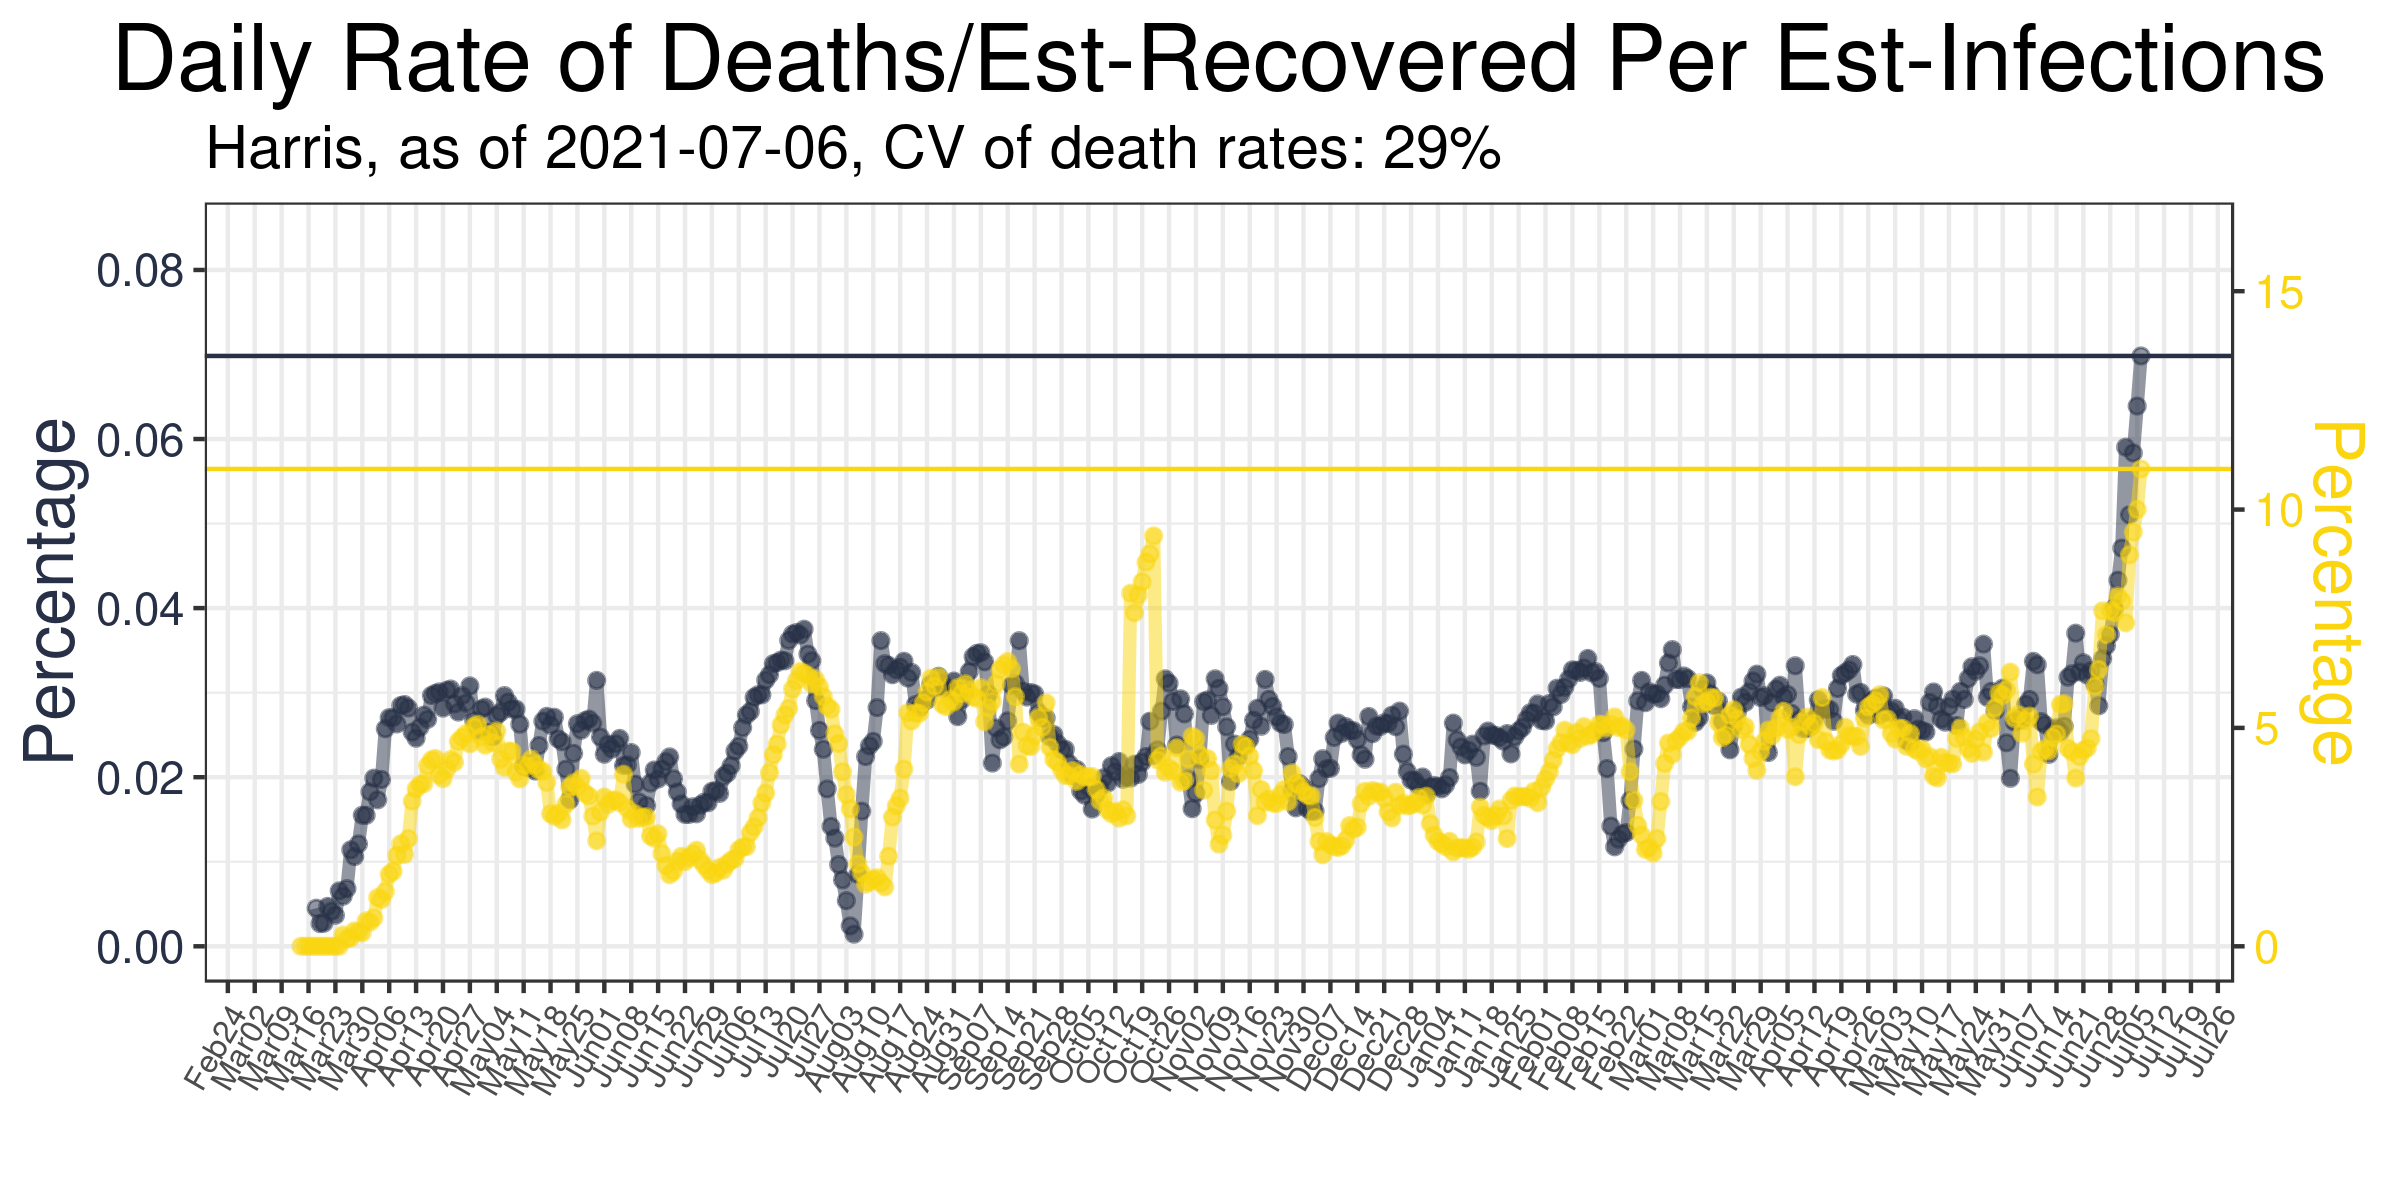 Daily Rate of Deaths/Est-Recovered Per Est-Infections
Harris, as of 2021-07-06, CV of death rates: 29%
Percentage
0.08
0.06
0.04
0.02
0.00
15
10
5
0
Percentage
Feb24
Mar02
Mar09
Mar16
Mar23
Mar30
Apr06
Apr13
Apr20
Apr27
May04
May11
May18
May25
Jun01
Jun08
Jun15
Jun22
Jun29
Jul06
Jul13
Jul20
Jul27
Aug03
Aug10
Aug17
Aug24
Aug31
Sep07
Sep14
Sep21
Sep28
Oct05
Oct12
Oct19
Oct26
Nov02
Nov09
Nov16
Nov23
Nov30
Dec07
Dec14
Dec21
Dec28
Jan04
Jan11
Jan18
Jan25
Feb01
Feb08
Feb15
Feb22
Mar01
Mar08
Mar15
Mar22
Mar29
Apr05
Apr12
Apr19
Apr26
May03
May10
May17
May24
May31
Jun07
Jun14
Jun21
Jun28
Jul05
Jul12
Jul19
Jul26